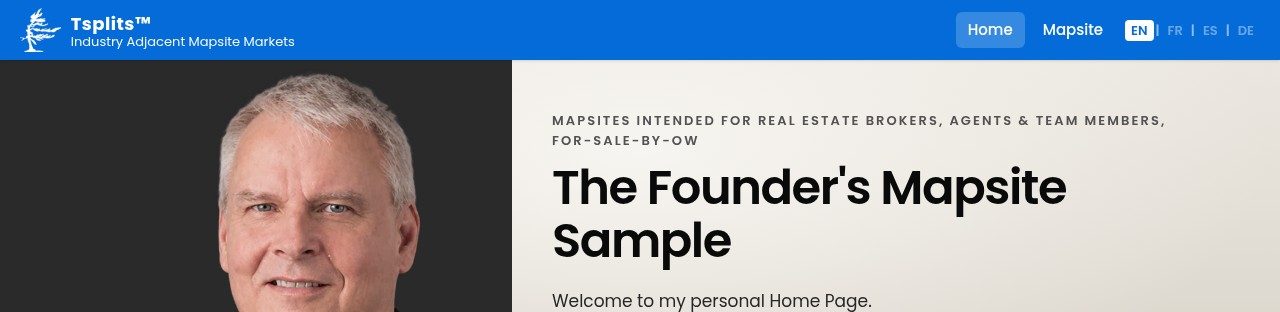 Tsplits™
Industry Adjacent Mapsite Markets
Home
Mapsite
EN | FR | ES | DE
MAPSITES INTENDED FOR REAL ESTATE BROKERS, AGENTS & TEAM MEMBERS,
FOR-SALE-BY-OW
The Founder's Mapsite
Sample
Welcome to my personal Home Page.